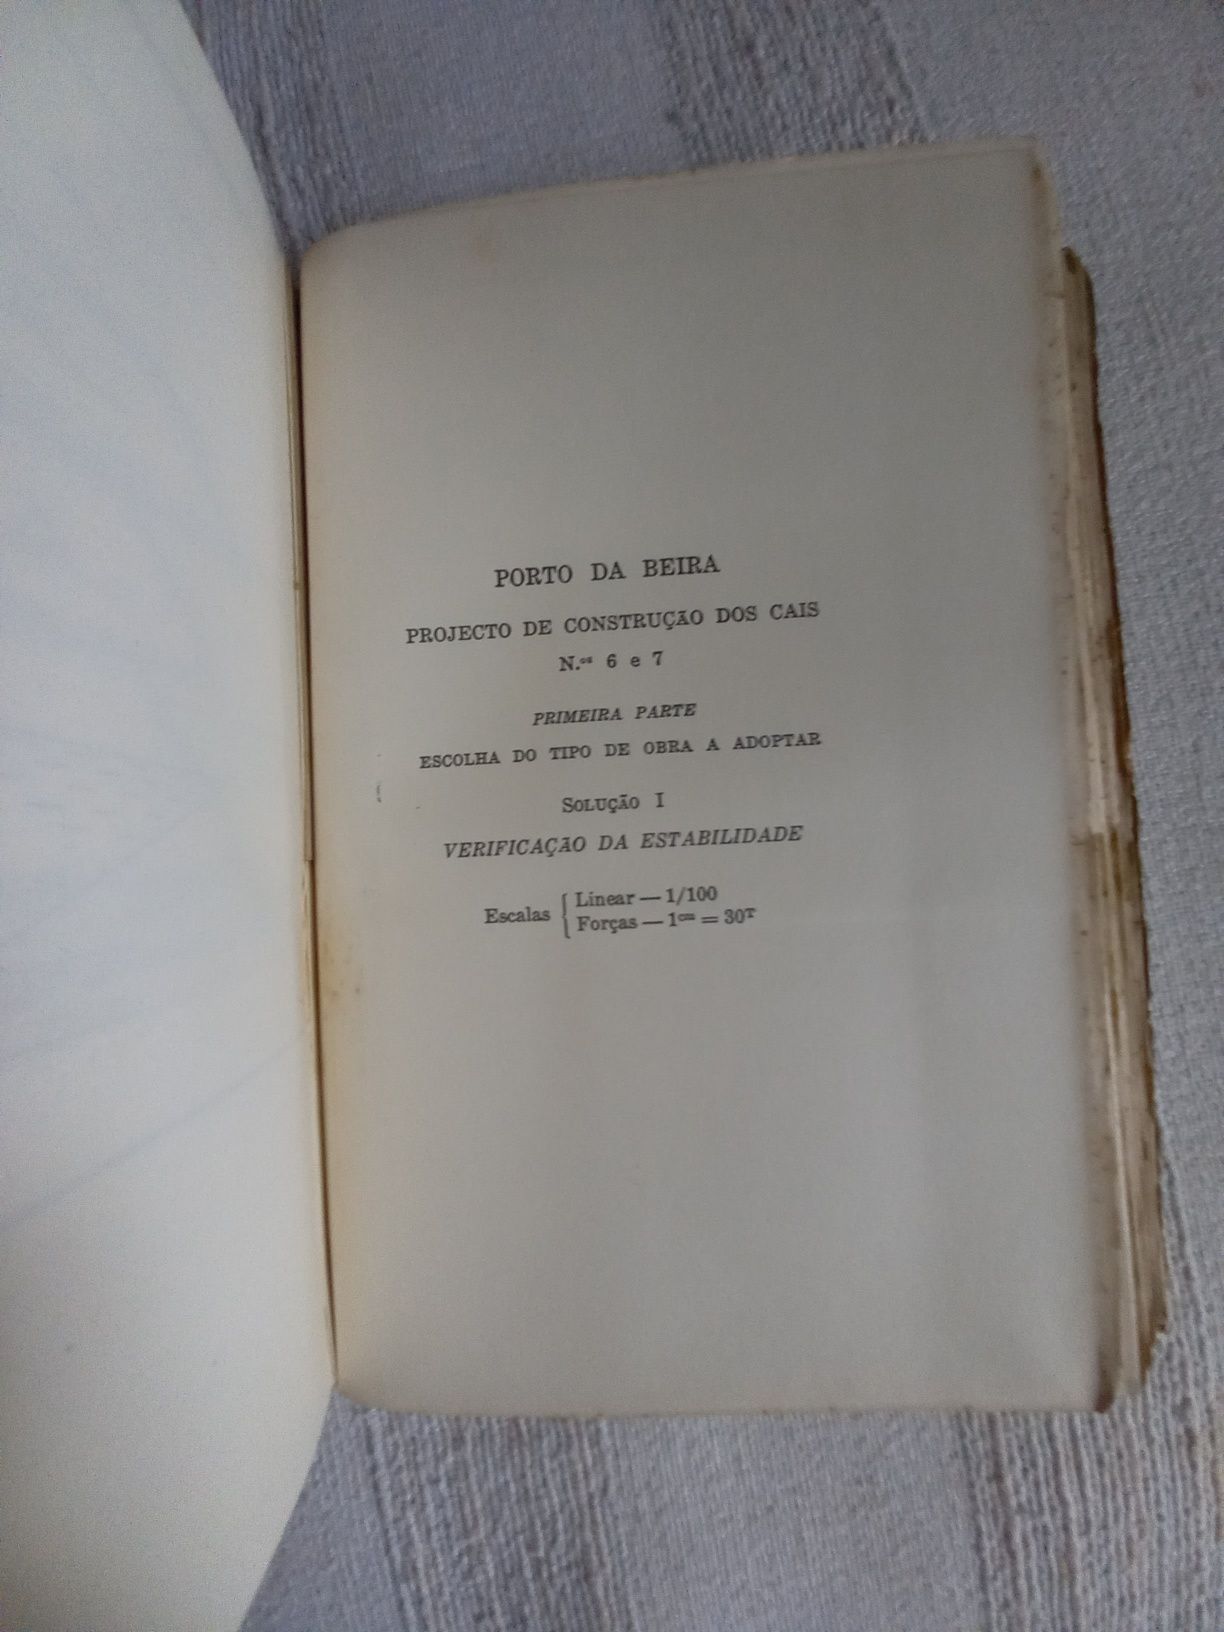 PORTO DA BEIRA
PROJECTO DE CONSTRUÇÃO DOS CAIS
N.os 6 e 7
PRIMEIRA PARTE
ESCOLHA DO TIPO DE OBRA A ADOPTAR
SOLUÇÃO I
VERIFICAÇÃO DA ESTABILIDADE
Escalas { Linear — 1/100
Forças — 1cm = 30T